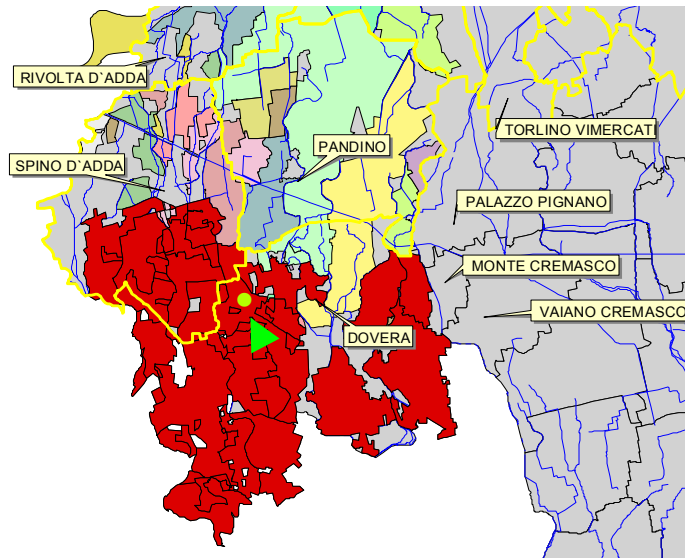 RIVOLTA D`ADDA
TORLINO VIMERCATI
PANDINO
SPINO D`ADDA
PALAZZO PIGNANO
MONTE CREMASCO
VAIANO CREMASCO
DOVERA